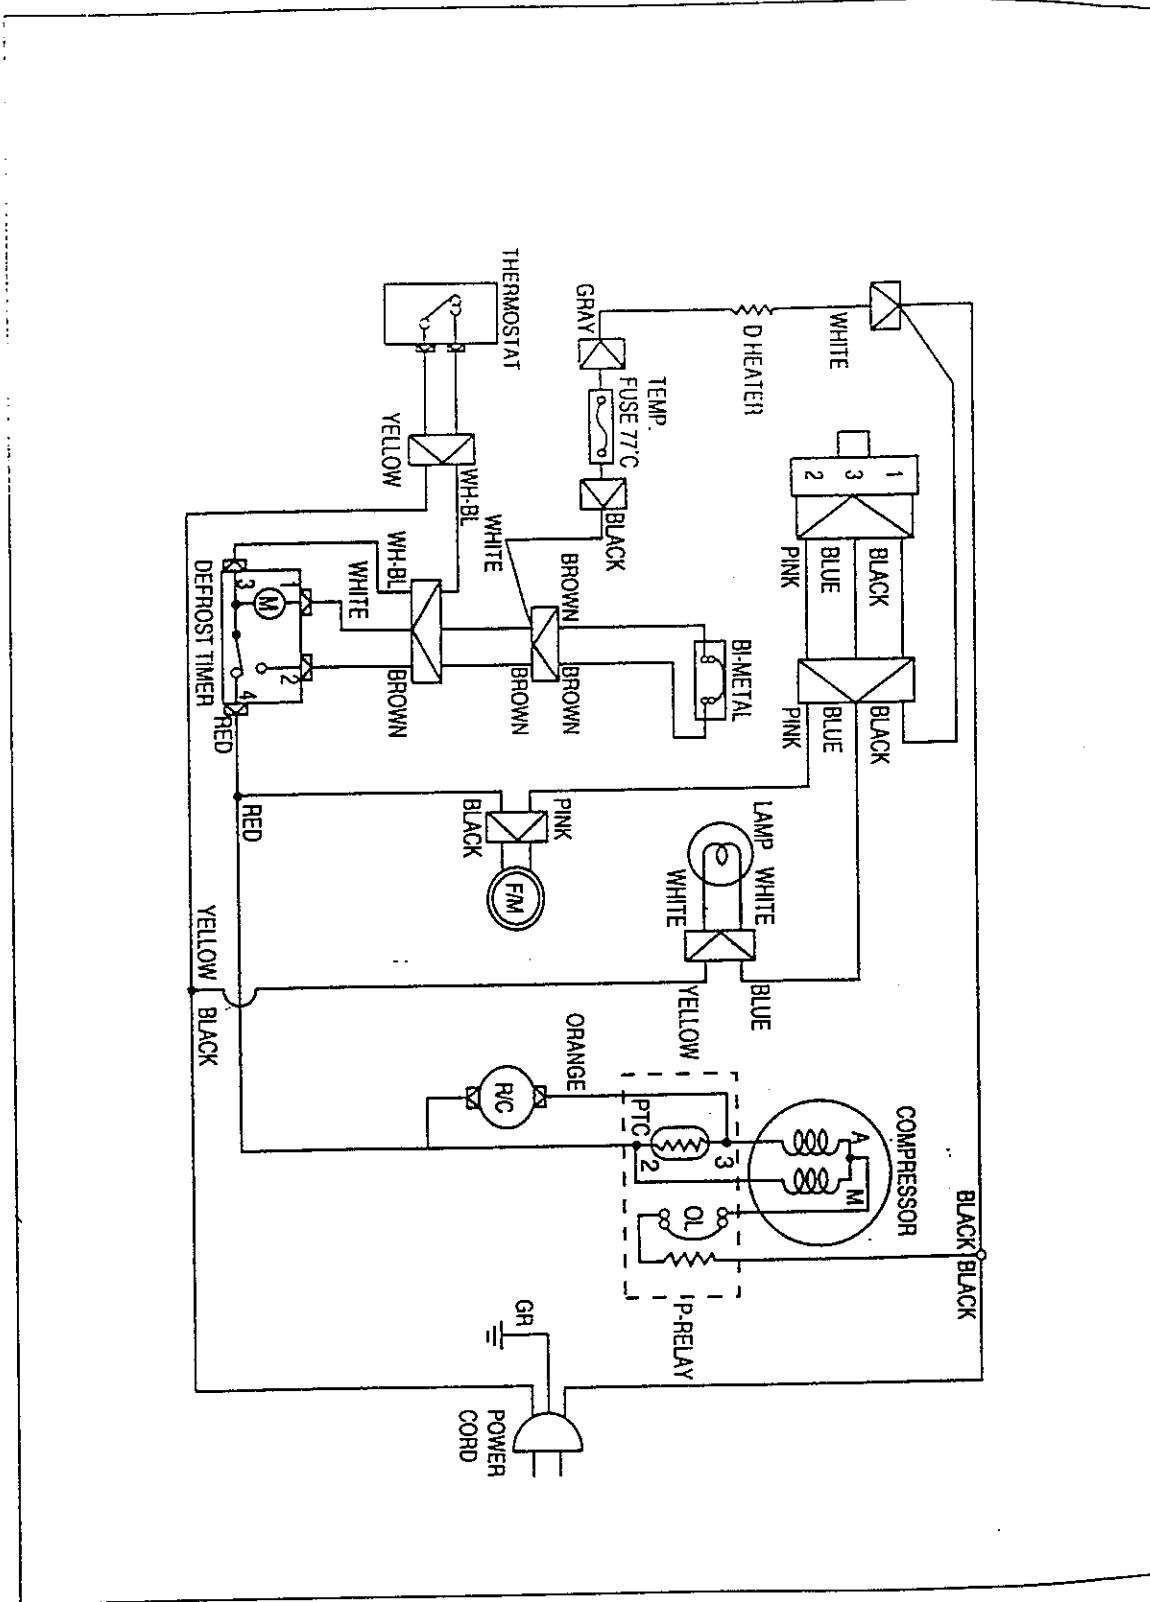 THERMOSTAT
YELLOW
WH-BL
GRAY
TEMP.
FUSE 77°C
BLACK
D HEATER
WHITE
1
3
2
PINK
BLUE
BLACK
PINK
BLUE
BLACK
WHITE
BROWN
BROWN
BROWN
BI-METAL
WH-BL
WHITE
BROWN
DEFROST TIMER
3
1
M
2
4
RED
RED
BLACK
PINK
F/M
LAMP
WHITE
WHITE
YELLOW
BLUE
YELLOW
BLACK
ORANGE
R/C
PTC
2
3
A
M
OL
COMPRESSOR
P-RELAY
BLACK
BLACK
GR
POWER
CORD